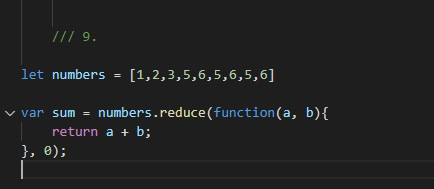 /// 9.
let numbers = [1,2,3,5,6,5,6,5,6]
var sum = numbers.reduce(function(a, b){
return a + b;
}, 0);